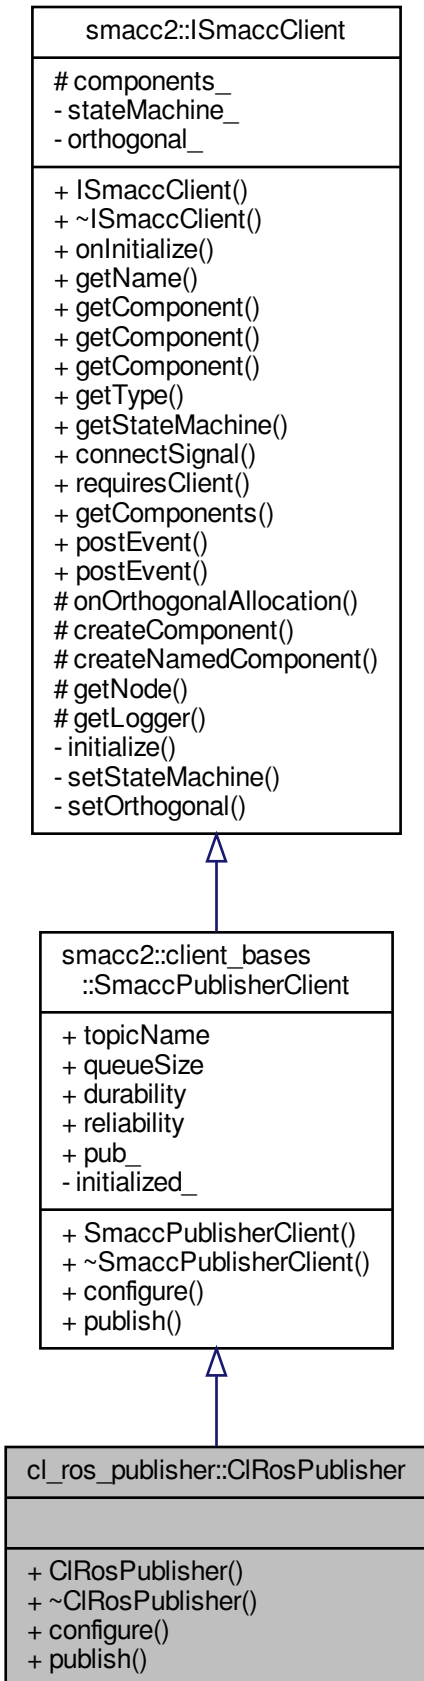 smacc2::ISmaccClient
# components_
- stateMachine_
- orthogonal_
+ ISmaccClient()
+ ~ISmaccClient()
+ onInitialize()
+ getName()
+ getComponent()
+ getComponent()
+ getComponent()
+ getType()
+ getStateMachine()
+ connectSignal()
+ requiresClient()
+ getComponents()
+ postEvent()
+ postEvent()
# onOrthogonalAllocation()
# createComponent()
# createNamedComponent()
# getNode()
# getLogger()
- initialize()
- setStateMachine()
- setOrthogonal()
smacc2::client_bases
::SmaccPublisherClient
+ topicName
+ queueSize
+ durability
+ reliability
+ pub_
- initialized_
+ SmaccPublisherClient()
+ ~SmaccPublisherClient()
+ configure()
+ publish()
cl_ros_publisher::ClRosPublisher
+ ClRosPublisher()
+ ~ClRosPublisher()
+ configure()
+ publish()